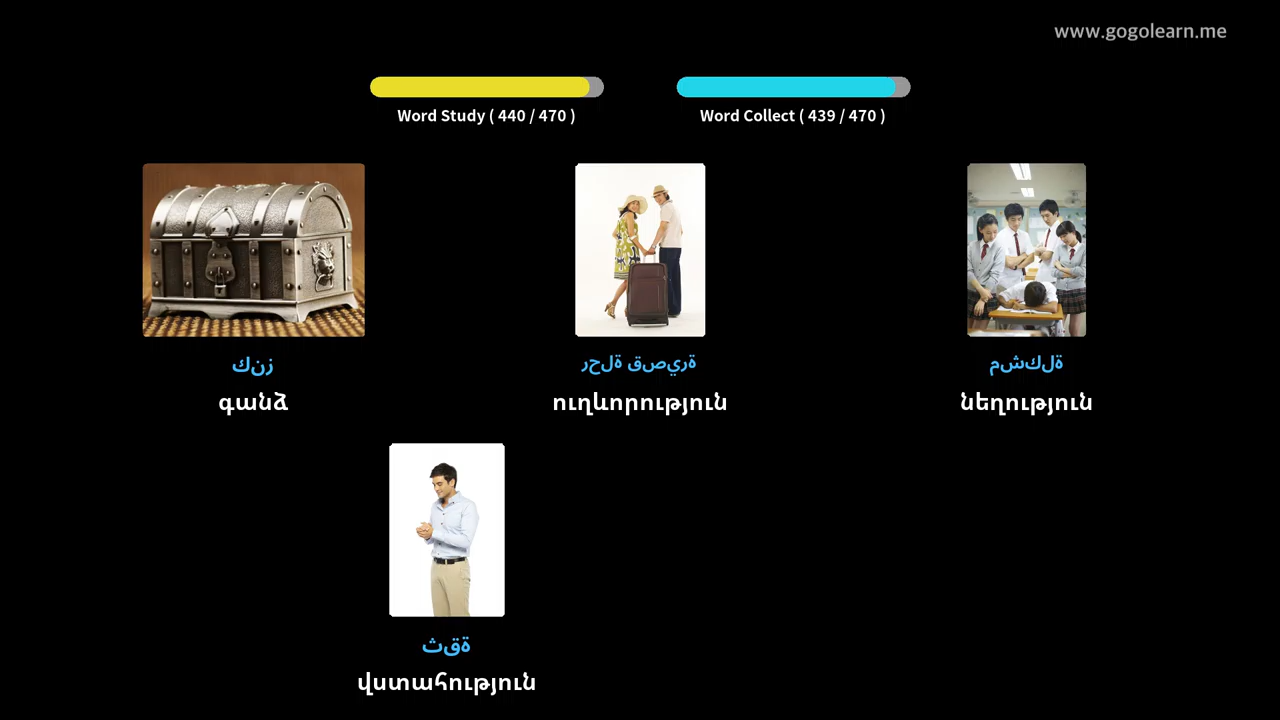 www.gogolearn.me
Word Study ( 440 / 470 )
Word Collect ( 439 / 470 )
كنز
գանձ
رحلة قصيرة
ուղևորություն
مشكلة
նեղություն
ثقة
վստահություն